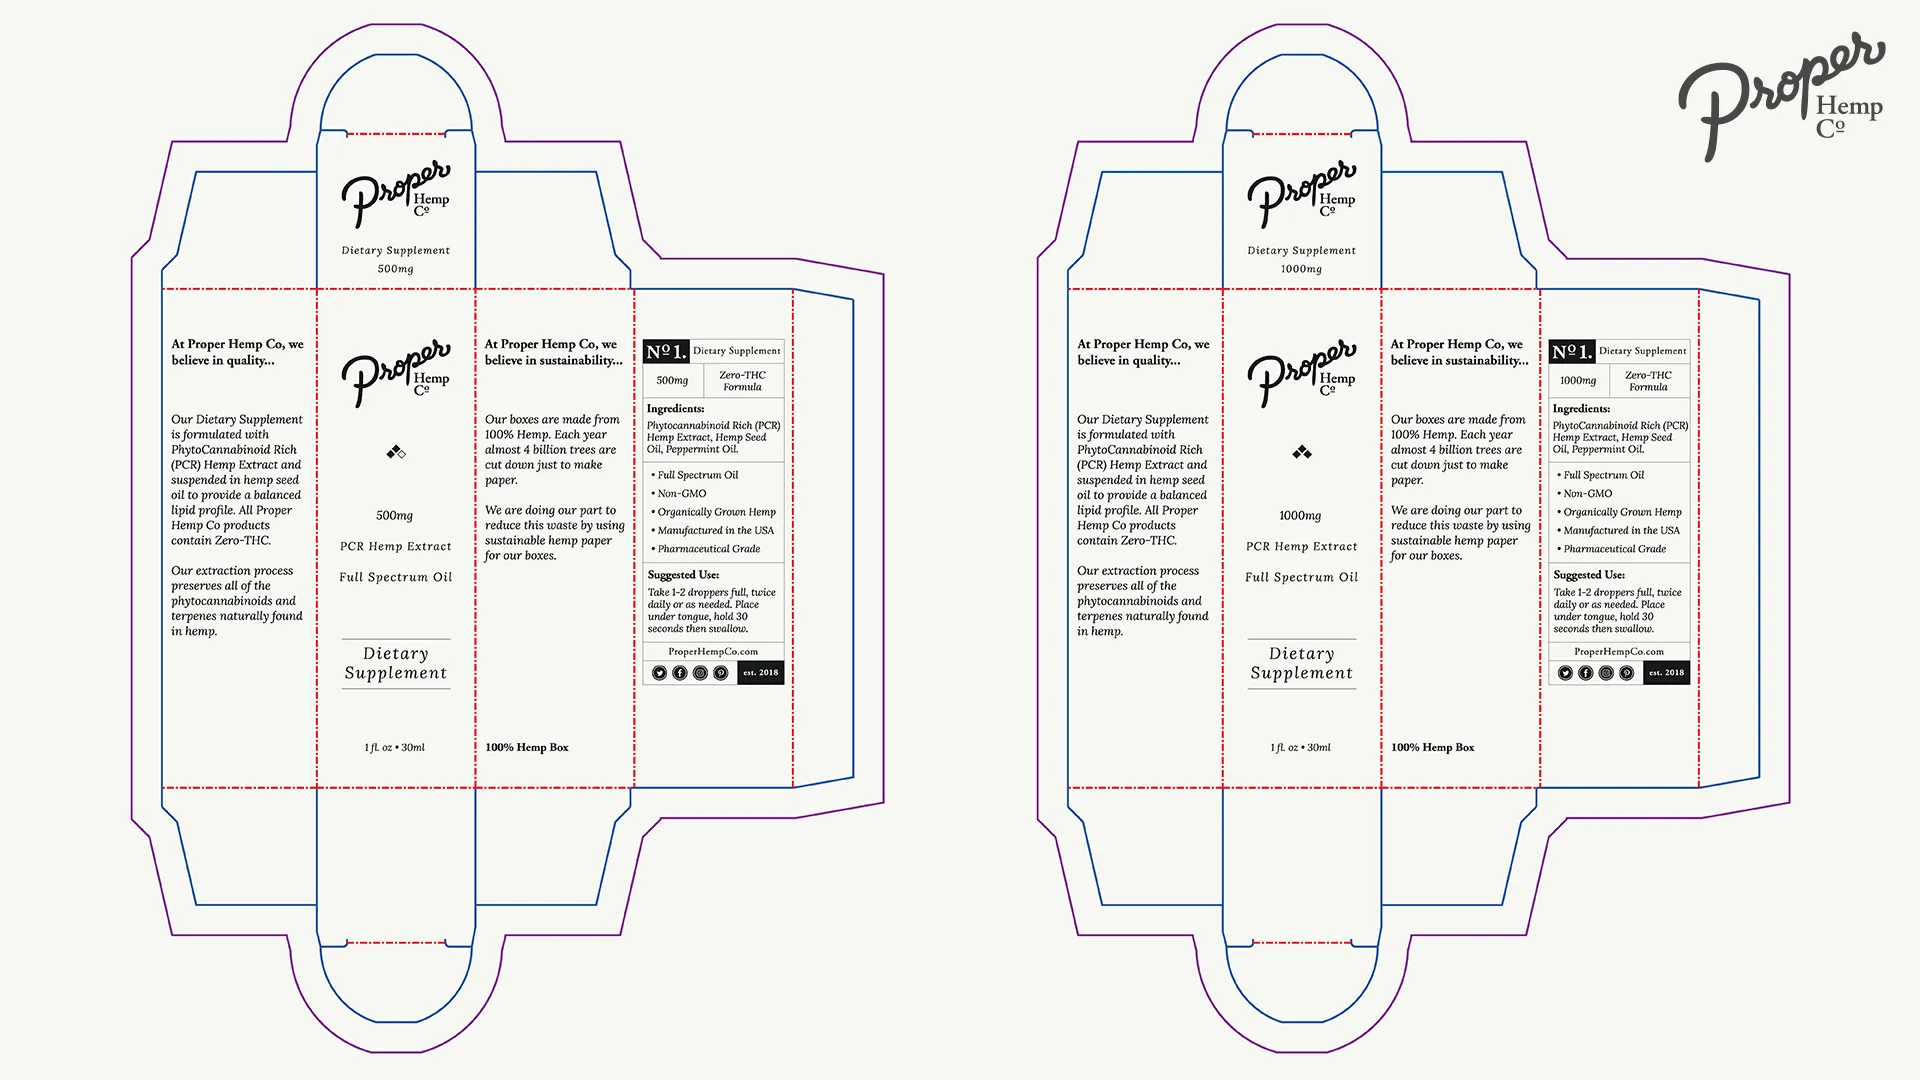 Proper
Hemp
Cº
Dietary Supplement
500mg
At Proper Hemp Co, we
believe in quality...
Our Dietary Supplement
is formulated with
PhytoCannabinoid Rich
(PCR) Hemp Extract and
suspended in hemp seed
oil to provide a balanced
lipid profile. All Proper
Hemp Co products
contain Zero-THC.
Our extraction process
preserves all of the
phytocannabinoids and
terpenes naturally found
in hemp.
Proper
Hemp
Cº
500mg
PCR Hemp Extract
Full Spectrum Oil
Dietary
Supplement
1 fl. oz • 30ml
At Proper Hemp Co, we
believe in sustainability...
Our boxes are made from
100% Hemp. Each year
almost 4 billion trees are
cut down just to make
paper.
We are doing our part to
reduce this waste by using
sustainable hemp paper
for our boxes.
100% Hemp Box
Nº 1. Dietary Supplement
500mg
Zero-THC
Formula
Ingredients:
Phytocannabinoid Rich (PCR)
Hemp Extract, Hemp Seed
Oil, Peppermint Oil.
• Full Spectrum Oil
• Non-GMO
• Organically Grown Hemp
• Manufactured in the USA
• Pharmaceutical Grade
Suggested Use:
Take 1-2 droppers full, twice
daily or as needed. Place
under tongue, hold 30
seconds then swallow.
ProperHempCo.com
est. 2018
Proper
Hemp
Cº
Dietary Supplement
1000mg
At Proper Hemp Co, we
believe in quality...
Our Dietary Supplement
is formulated with
PhytoCannabinoid Rich
(PCR) Hemp Extract and
suspended in hemp seed
oil to provide a balanced
lipid profile. All Proper
Hemp Co products
contain Zero-THC.
Our extraction process
preserves all of the
phytocannabinoids and
terpenes naturally found
in hemp.
Proper
Hemp
Cº
1000mg
PCR Hemp Extract
Full Spectrum Oil
Dietary
Supplement
1 fl. oz • 30ml
At Proper Hemp Co, we
believe in sustainability...
Our boxes are made from
100% Hemp. Each year
almost 4 billion trees are
cut down just to make
paper.
We are doing our part to
reduce this waste by using
sustainable hemp paper
for our boxes.
100% Hemp Box
Nº 1. Dietary Supplement
1000mg
Zero-THC
Formula
Ingredients:
PhytoCannabinoid Rich (PCR)
Hemp Extract, Hemp Seed
Oil, Peppermint Oil.
• Full Spectrum Oil
• Non-GMO
• Organically Grown Hemp
• Manufactured in the USA
• Pharmaceutical Grade
Suggested Use:
Take 1-2 droppers full, twice
daily or as needed. Place
under tongue, hold 30
seconds then swallow.
ProperHempCo.com
est. 2018
Proper
Hemp
Cº